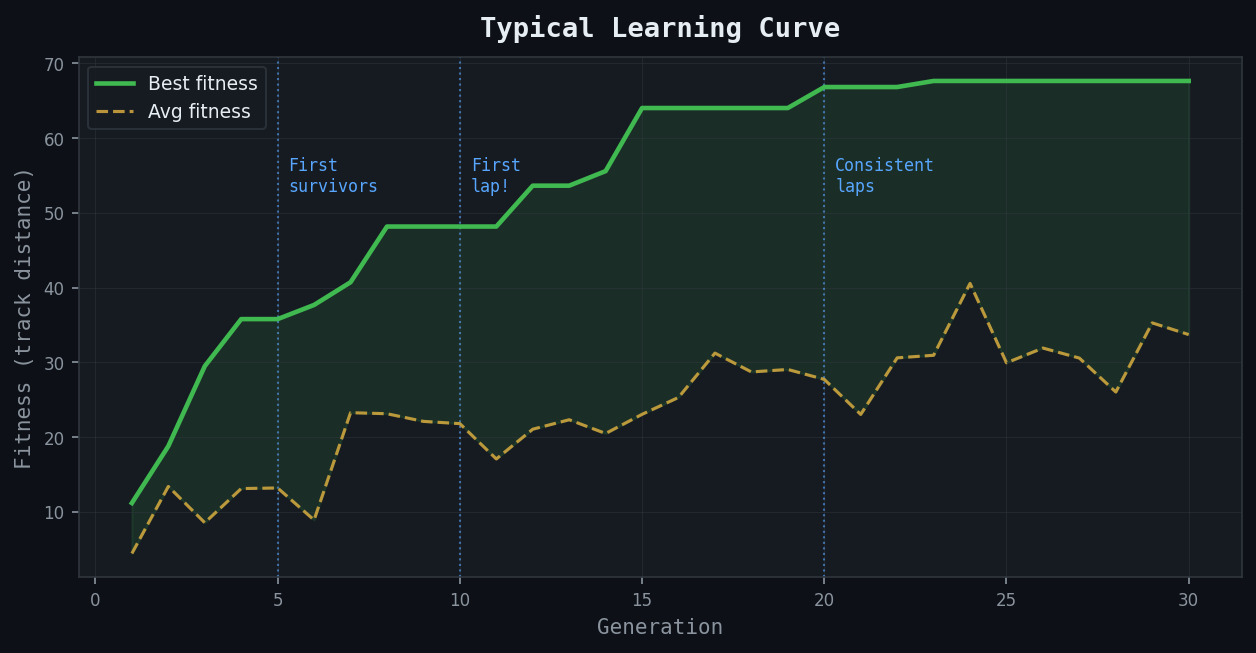 Typical Learning Curve
Best fitness
Avg fitness
First
survivors
First
lap!
Consistent
laps
Fitness (track distance)
70
60
50
40
30
20
10
0 5 10 15 20 25 30
Generation